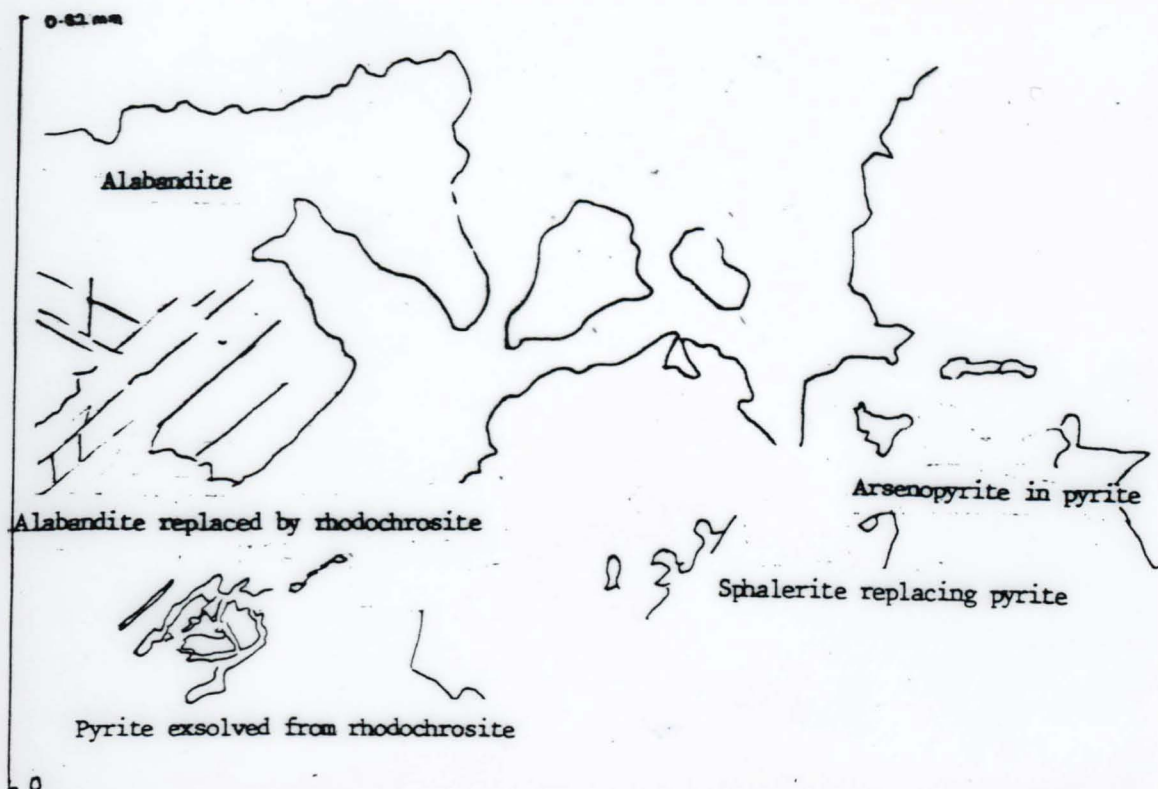 0.82 mm
Alabandite
Arsenopyrite in pyrite
Alabandite replaced by rhodochrosite
Sphalerite replacing pyrite
Pyrite exsolved from rhodochrosite
0